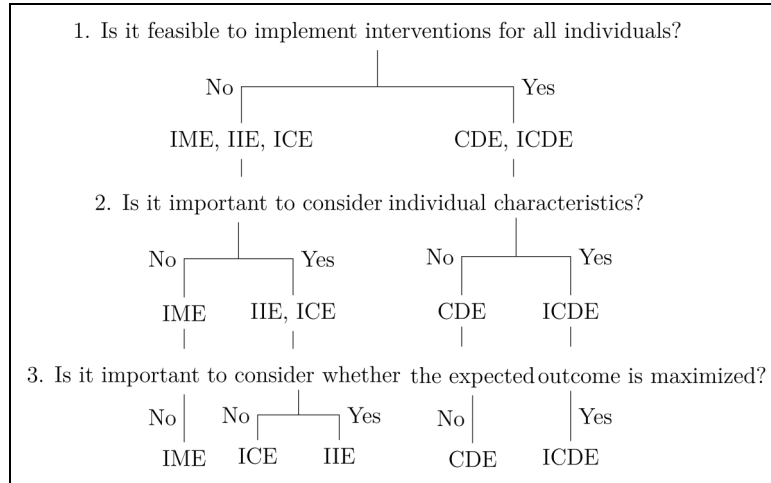 1. Is it feasible to implement interventions for all individuals?
No Yes
IME, IIE, ICE CDE, ICDE
2. Is it important to consider individual characteristics?
No Yes No Yes
IME IIE, ICE CDE ICDE
3. Is it important to consider whether the expected outcome is maximized?
No No Yes No Yes
IME ICE IIE CDE ICDE